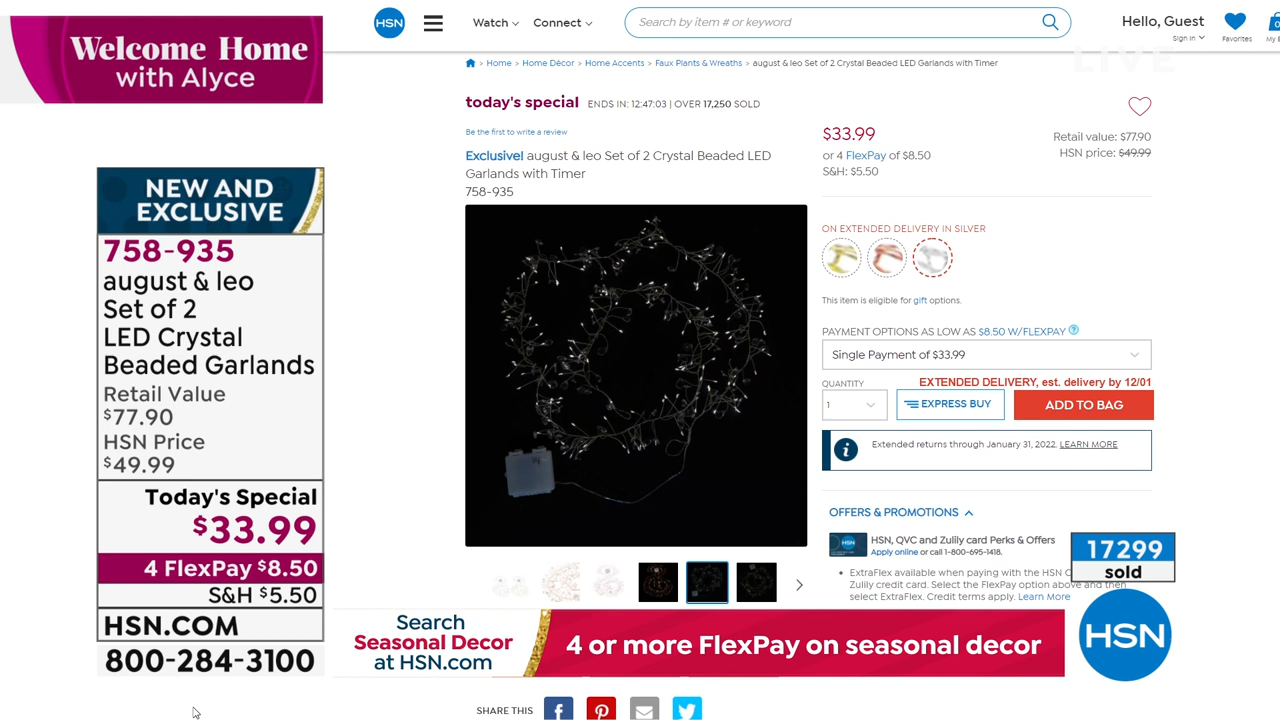 Welcome Home
with Alyce
NEW AND
EXCLUSIVE
758-935
august & leo
Set of 2
LED Crystal
Beaded Garlands
Retail Value
$77.90
HSN Price
$49.99
Today's Special
$33.99
4 FlexPay $8.50
S&H $5.50
HSN.COM
800-284-3100
HSN
Watch
Connect
Search by item # or keyword
Hello, Guest
Sign In
Favorites
0
LIVE
Home > Home Décor > Home Accents > Faux Plants & Wreaths > august & leo Set of 2 Crystal Beaded LED Garlands with Timer
today's special ENDS IN: 12:47:03 | OVER 17,250 SOLD
Be the first to write a review
Exclusive! august & leo Set of 2 Crystal Beaded LED
Garlands with Timer
758-935
$33.99
or 4 FlexPay of $8.50
S&H: $5.50
Retail value: $77.90
HSN price: $49.99
ON EXTENDED DELIVERY IN SILVER
This item is eligible for gift options.
PAYMENT OPTIONS AS LOW AS $8.50 W/FLEXPAY ?
Single Payment of $33.99
QUANTITY
EXTENDED DELIVERY, est. delivery by 12/01
1
EXPRESS BUY
ADD TO BAG
i
Extended returns through January 31, 2022. LEARN MORE
OFFERS & PROMOTIONS
HSN
HSN, QVC and Zulily card Perks & Offers
Apply online or call 1-800-695-1418.
• ExtraFlex available when paying with the HSN
Zulily credit card. Select the FlexPay option above and then
select ExtraFlex. Credit terms apply. Learn More
17299
sold
HSN
Search
Seasonal Decor
at HSN.com
4 or more FlexPay on seasonal decor
SHARE THIS